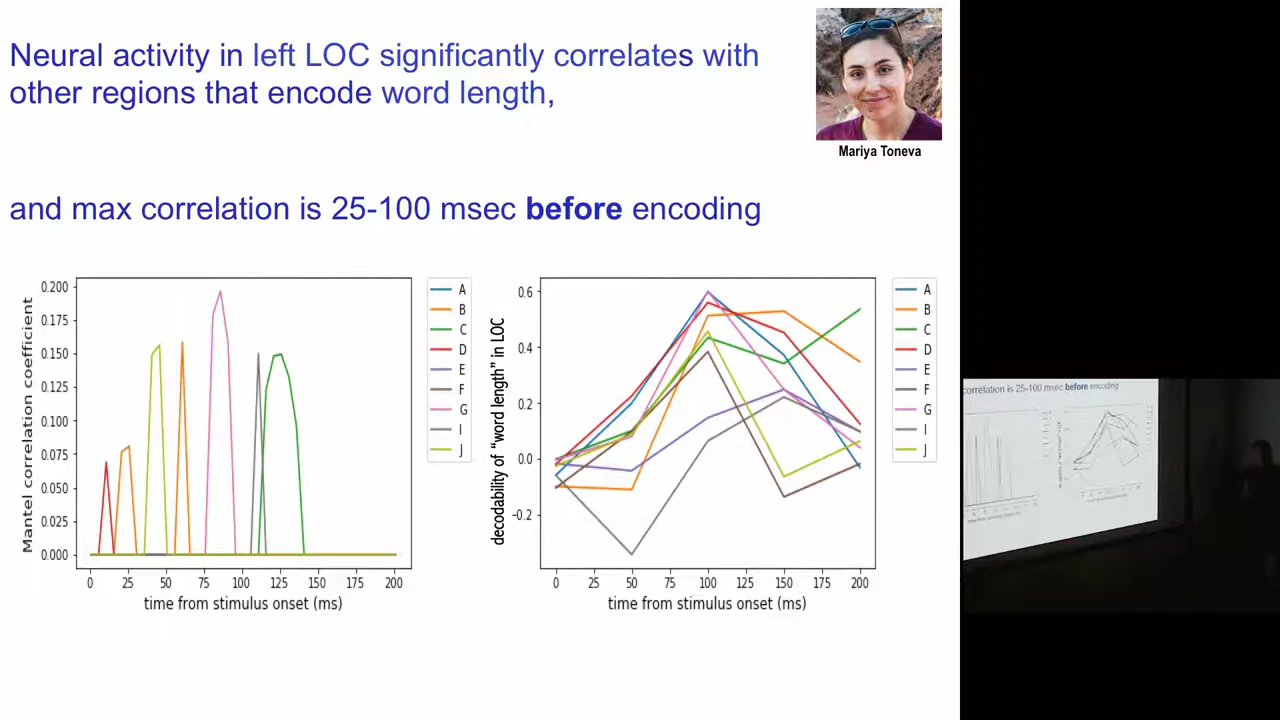 Neural activity in left LOC significantly correlates with
other regions that encode word length,
Mariya Toneva
and max correlation is 25-100 msec before encoding
Mantel correlation coefficient
0.200
0.175
0.150
0.125
0.100
0.075
0.050
0.025
0.000
0 25 50 75 100 125 150 175 200
time from stimulus onset (ms)
A
B
C
D
E
F
G
I
J
decodability of "word length" in LOC
0.6
0.4
0.2
0.0
-0.2
0 25 50 75 100 125 150 175 200
time from stimulus onset (ms)
A
B
C
D
E
F
G
I
J
correlation is 25-100 msec before encoding